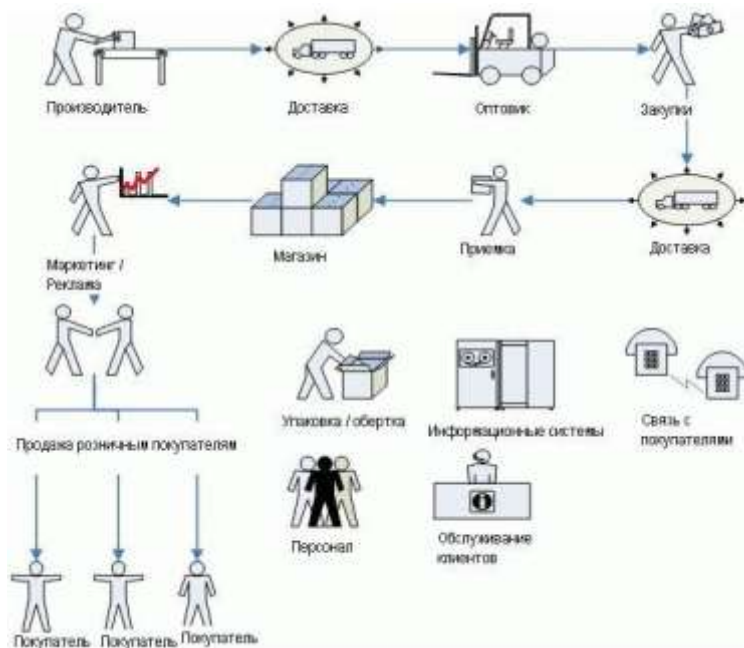 Производитель
Доставка
Оптовик
Закупки
Маркетинг /
Реклама
Магазин
Приемка
Доставка
Упаковка / обертка
Информационные системы
Связь с
покупателями
Продажа розничным покупателям
Персонал
Обслуживание
клиентов
Покупатель
Покупатель
Покупатель